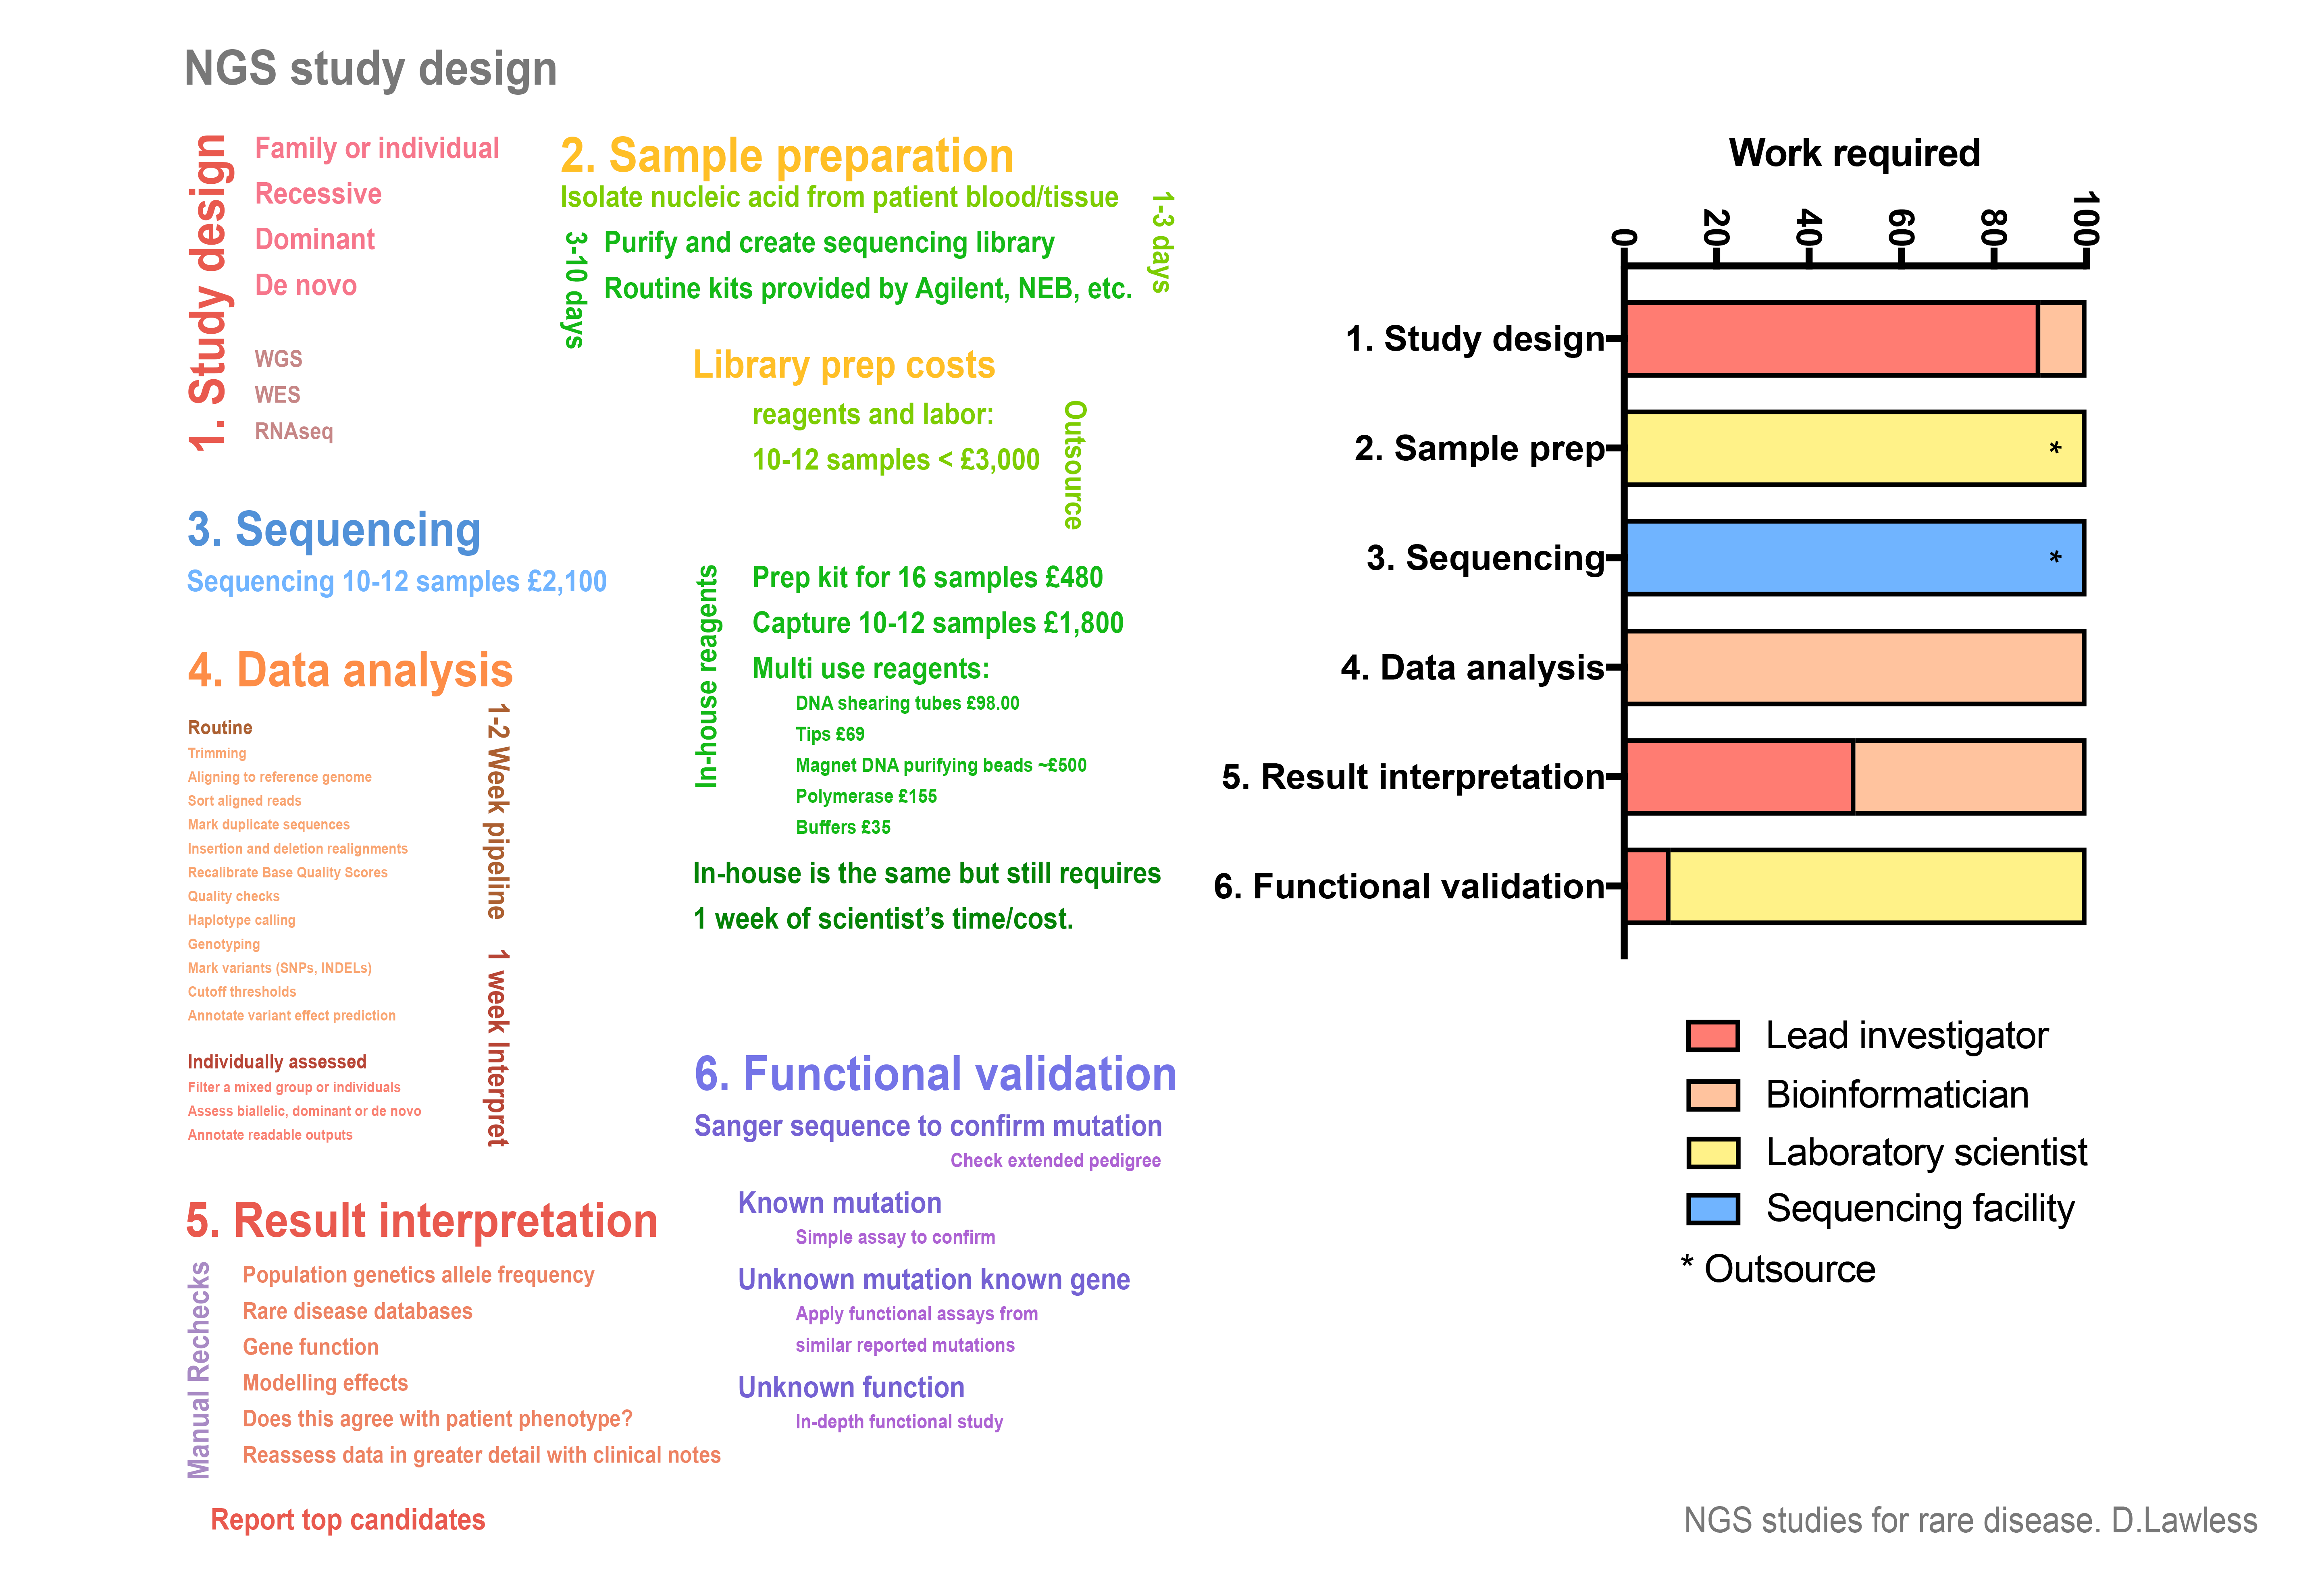 NGS study design
1. Study design
Family or individual
Recessive
Dominant
De novo
WGS
WES
RNAseq
2. Sample preparation
Isolate nucleic acid from patient blood/tissue
1-3 days
3-10 days
Purify and create sequencing library
Routine kits provided by Agilent, NEB, etc.
Library prep costs
reagents and labor:
10-12 samples < £3,000
Outsource
In-house reagents
Prep kit for 16 samples £480
Capture 10-12 samples £1,800
Multi use reagents:
DNA shearing tubes £98.00
Tips £69
Magnet DNA purifying beads ~£500
Polymerase £155
Buffers £35
In-house is the same but still requires
1 week of scientist’s time/cost.
3. Sequencing
Sequencing 10-12 samples £2,100
4. Data analysis
1-2 Week pipeline
Routine
Trimming
Aligning to reference genome
Sort aligned reads
Mark duplicate sequences
Insertion and deletion realignments
Recalibrate Base Quality Scores
Quality checks
Haplotype calling
Genotyping
Mark variants (SNPs, INDELs)
Cutoff thresholds
Annotate variant effect prediction
1 week Interpret
Individually assessed
Filter a mixed group or individuals
Assess biallelic, dominant or de novo
Annotate readable outputs
5. Result interpretation
Manual Rechecks
Population genetics allele frequency
Rare disease databases
Gene function
Modelling effects
Does this agree with patient phenotype?
Reassess data in greater detail with clinical notes
Report top candidates
6. Functional validation
Sanger sequence to confirm mutation
Check extended pedigree
Known mutation
Simple assay to confirm
Unknown mutation known gene
Apply functional assays from
similar reported mutations
Unknown function
In-depth functional study
Work required
0 20 40 60 80 100
1. Study design
2. Sample prep *
3. Sequencing *
4. Data analysis
5. Result interpretation
6. Functional validation
Lead investigator
Bioinformatician
Laboratory scientist
Sequencing facility
* Outsource
NGS studies for rare disease. D.Lawless